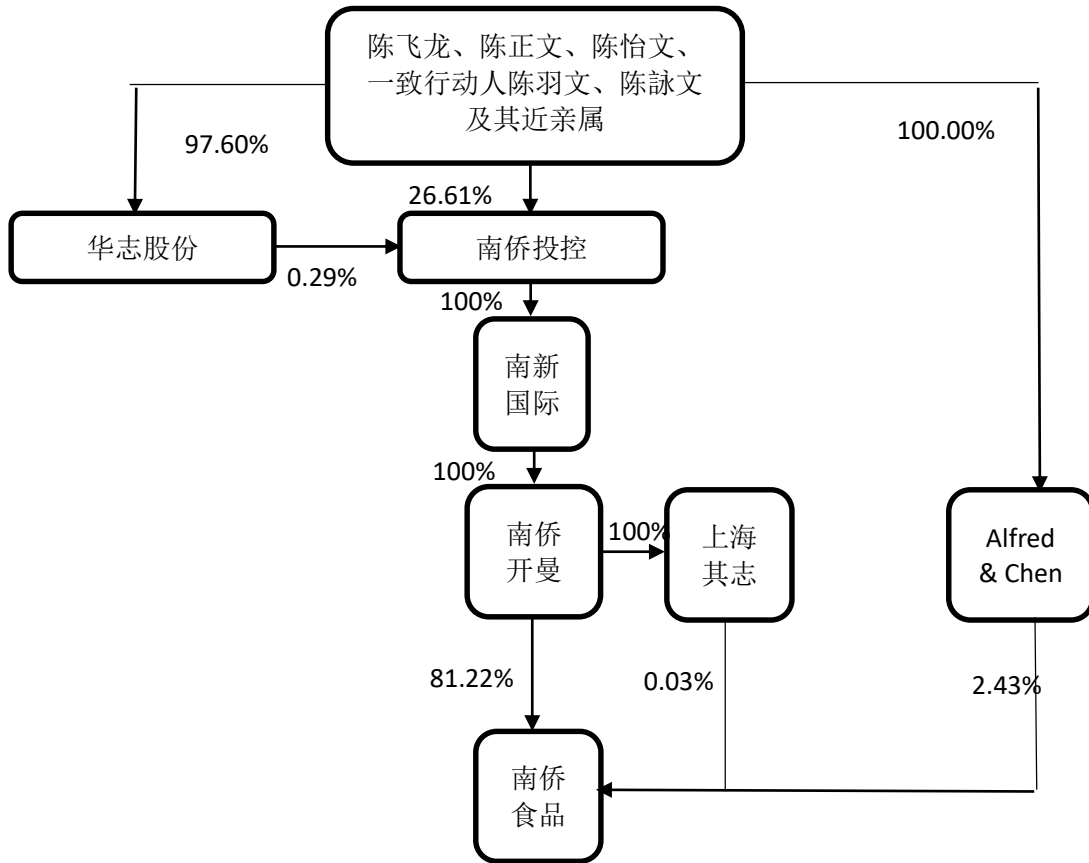 陈飞龙、陈正文、陈怡文、
一致行动人陈羽文、陈詠文
及其近亲属
97.60%
100.00%
26.61%
华志股份
南侨投控
0.29%
100%
南新
国际
100%
南侨
开曼
100%
上海
其志
Alfred
& Chen
81.22%
0.03%
2.43%
南侨
食品